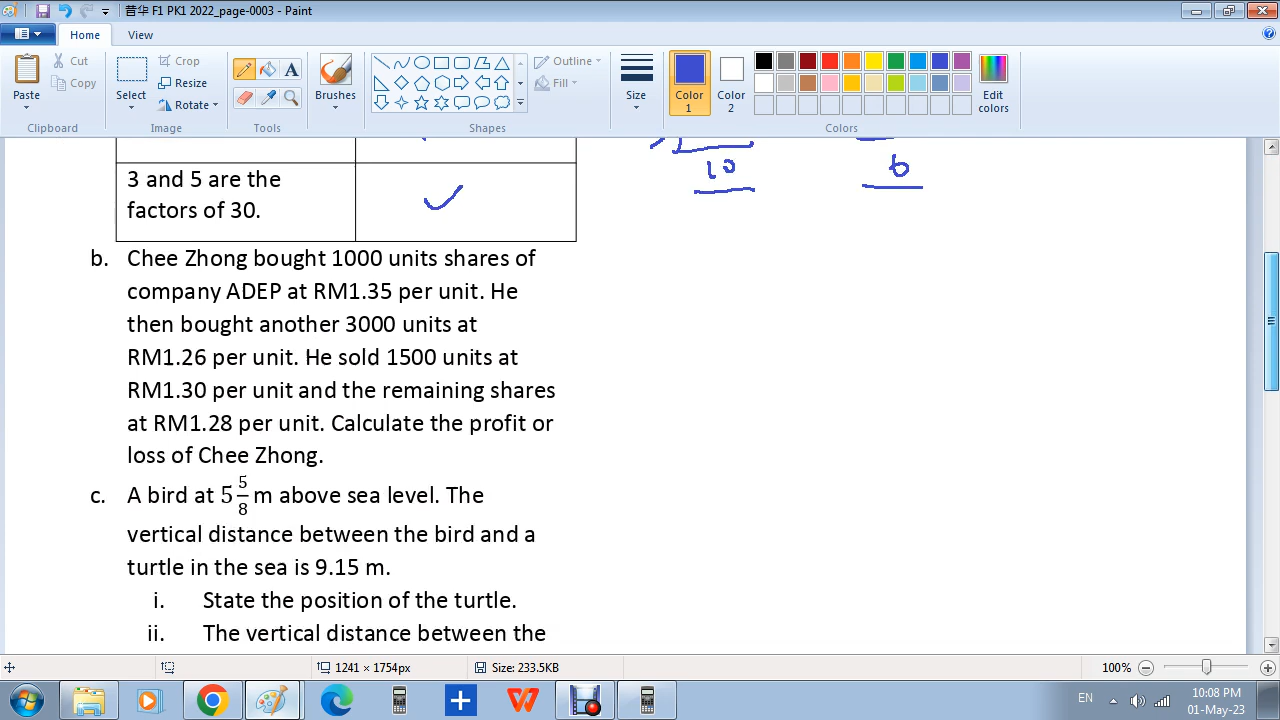 昔华 F1 PK1 2022_page-0003 - Paint
Home View
Paste
Cut
Copy
Clipboard
Select
Crop
Resize
Rotate
Image
A
Tools
Brushes
Outline
Fill
Shapes
Size
Color 1
Color 2
Edit colors
Colors
10
6
3 and 5 are the
factors of 30.
b. Chee Zhong bought 1000 units shares of
company ADEP at RM1.35 per unit. He
then bought another 3000 units at
RM1.26 per unit. He sold 1500 units at
RM1.30 per unit and the remaining shares
at RM1.28 per unit. Calculate the profit or
loss of Chee Zhong.
c. A bird at 5 5/8 m above sea level. The
vertical distance between the bird and a
turtle in the sea is 9.15 m.
i. State the position of the turtle.
ii. The vertical distance between the
1241 × 1754px
Size: 233.5KB
100%
EN
10:08 PM
01-May-23